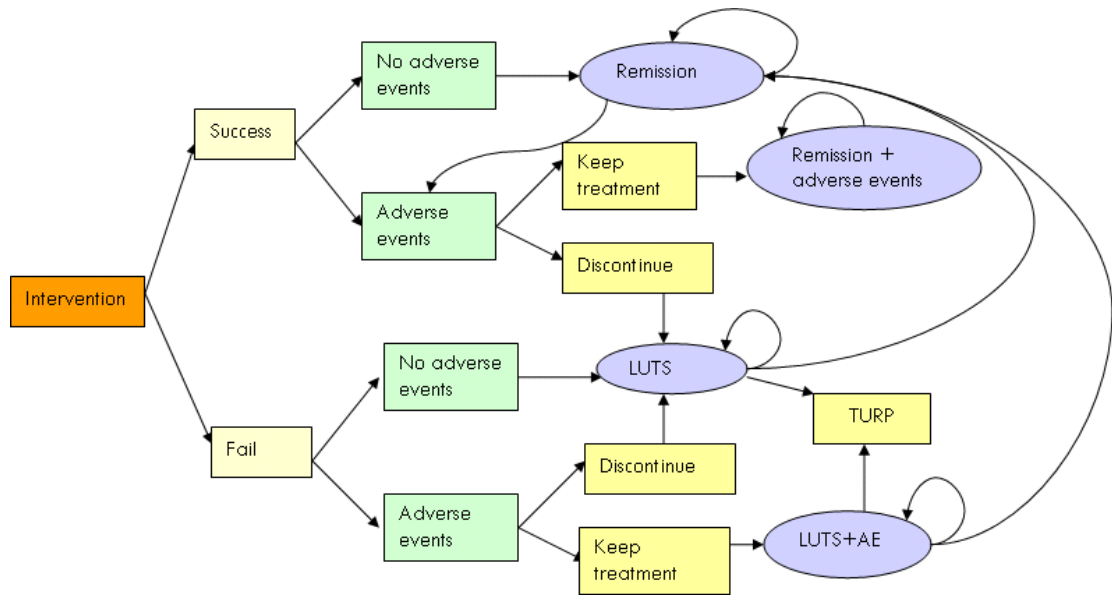 No adverse
events
Remission
Success
Keep
treatment
Remission +
adverse events
Adverse
events
Discontinue
Intervention
No adverse
events
LUTS
TURP
Fail
Discontinue
Adverse
events
Keep
treatment
LUTS+AE